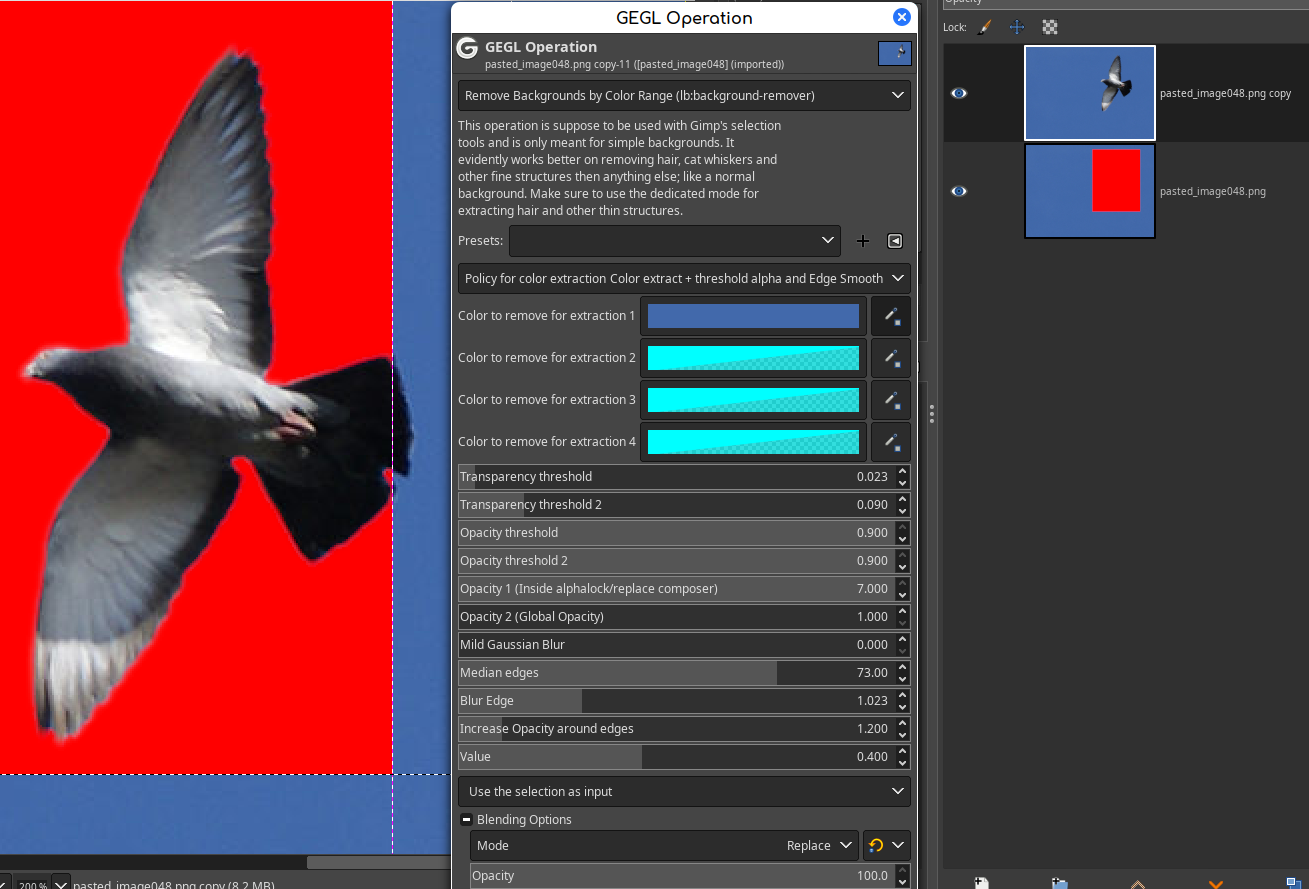 GEGL Operation
GEGL Operation
pasted_image048.png copy-11 ([pasted_image048] (imported))
Remove Backgrounds by Color Range (lb:background-remover)
This operation is suppose to be used with Gimp's selection
tools and is only meant for simple backgrounds. It
evidently works better on removing hair, cat whiskers and
other fine structures then anything else; like a normal
background. Make sure to use the dedicated mode for
extracting hair and other thin structures.
Presets:
Policy for color extraction Color extract + threshold alpha and Edge Smooth
Color to remove for extraction 1
Color to remove for extraction 2
Color to remove for extraction 3
Color to remove for extraction 4
Transparency threshold 0.023
Transparency threshold 2 0.090
Opacity threshold 0.900
Opacity threshold 2 0.900
Opacity 1 (Inside alphalock/replace composer) 7.000
Opacity 2 (Global Opacity) 1.000
Mild Gaussian Blur 0.000
Median edges 73.00
Blur Edge 1.023
Increase Opacity around edges 1.200
Value 0.400
Use the selection as input
Blending Options
Mode Replace
Opacity 100.0
200 % pasted_image048.png copy (8.2 MB)
Opacity
Lock:
pasted_image048.png copy
pasted_image048.png